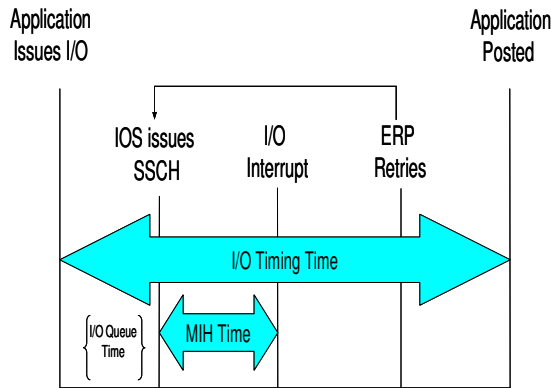 Application
Issues I/O
Application
Posted
IOS issues
SSCH
I/O
Interrupt
ERP
Retries
I/O Timing Time
I/O Queue
Time
MIH Time